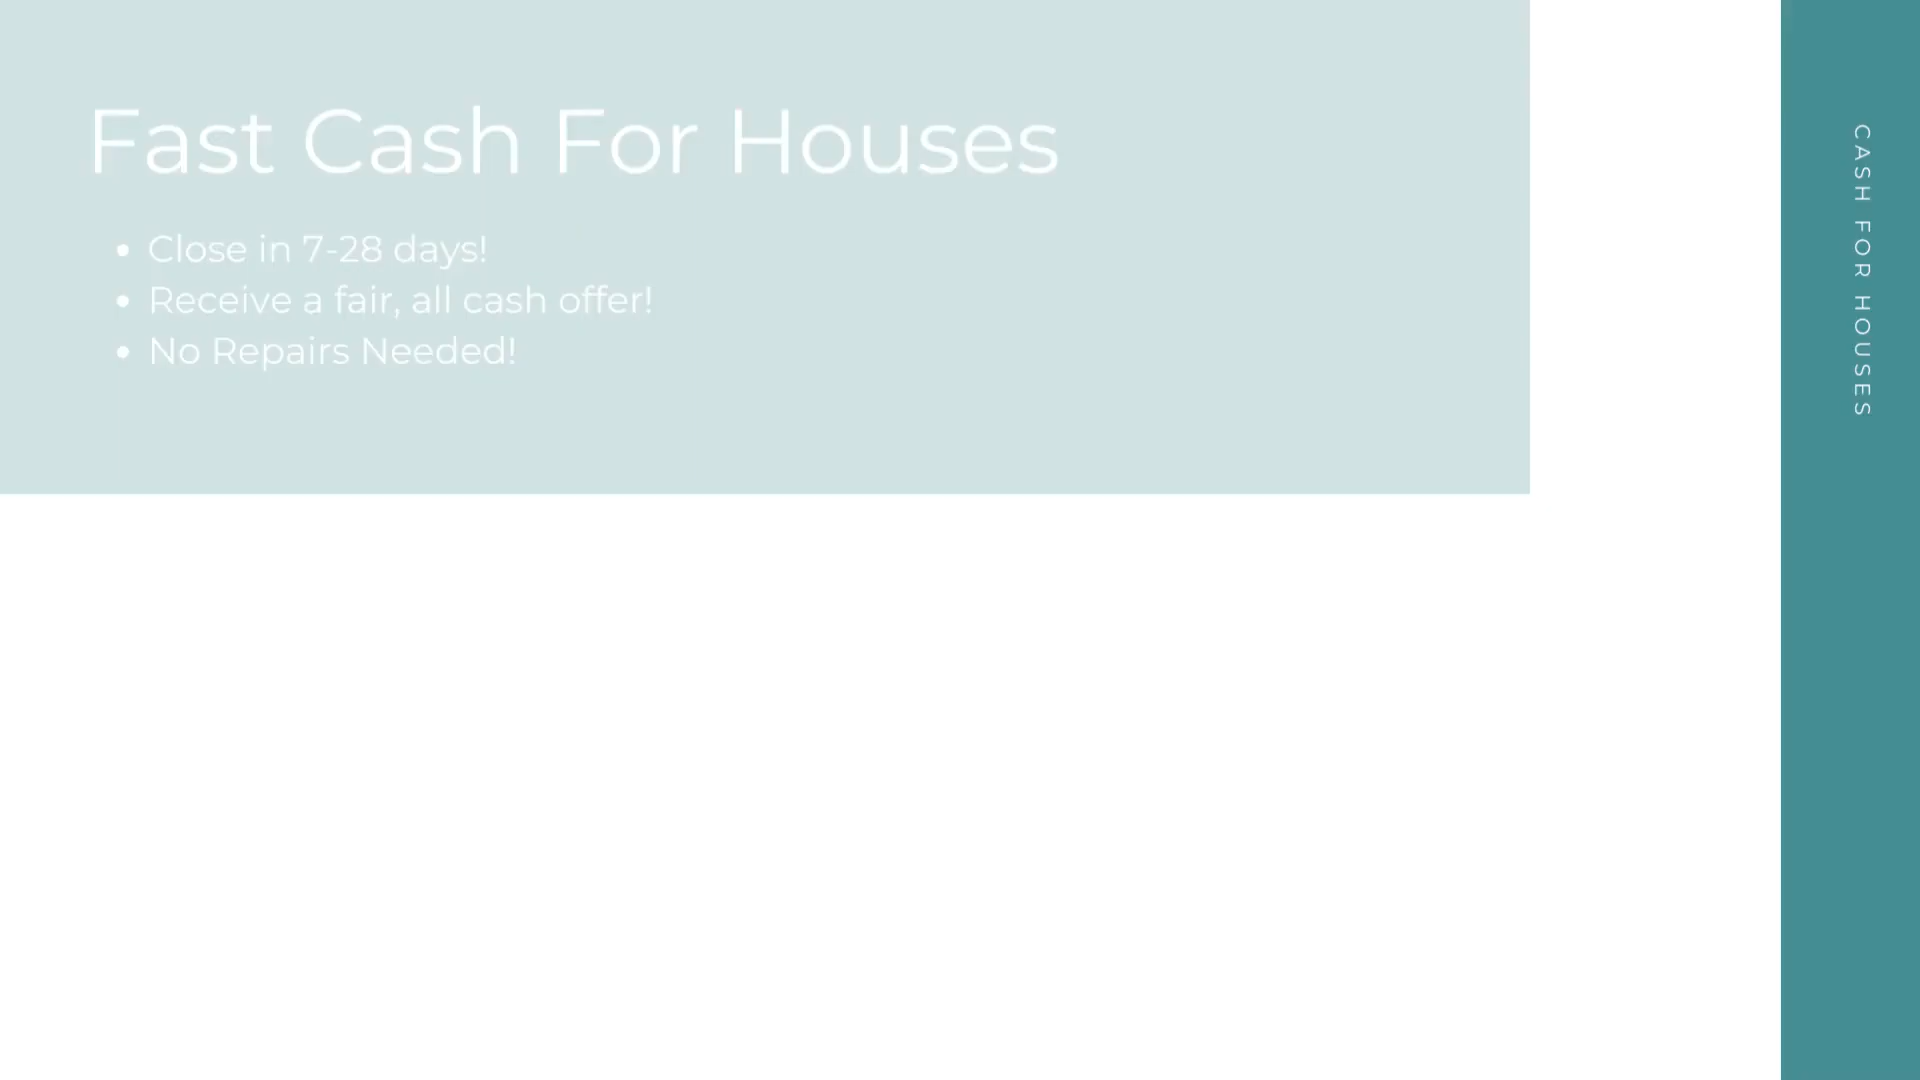 Fast Cash For Houses
• Close in 7-28 days!
• Receive a fair, all cash offer!
• No Repairs Needed!
CASH FOR HOUSES